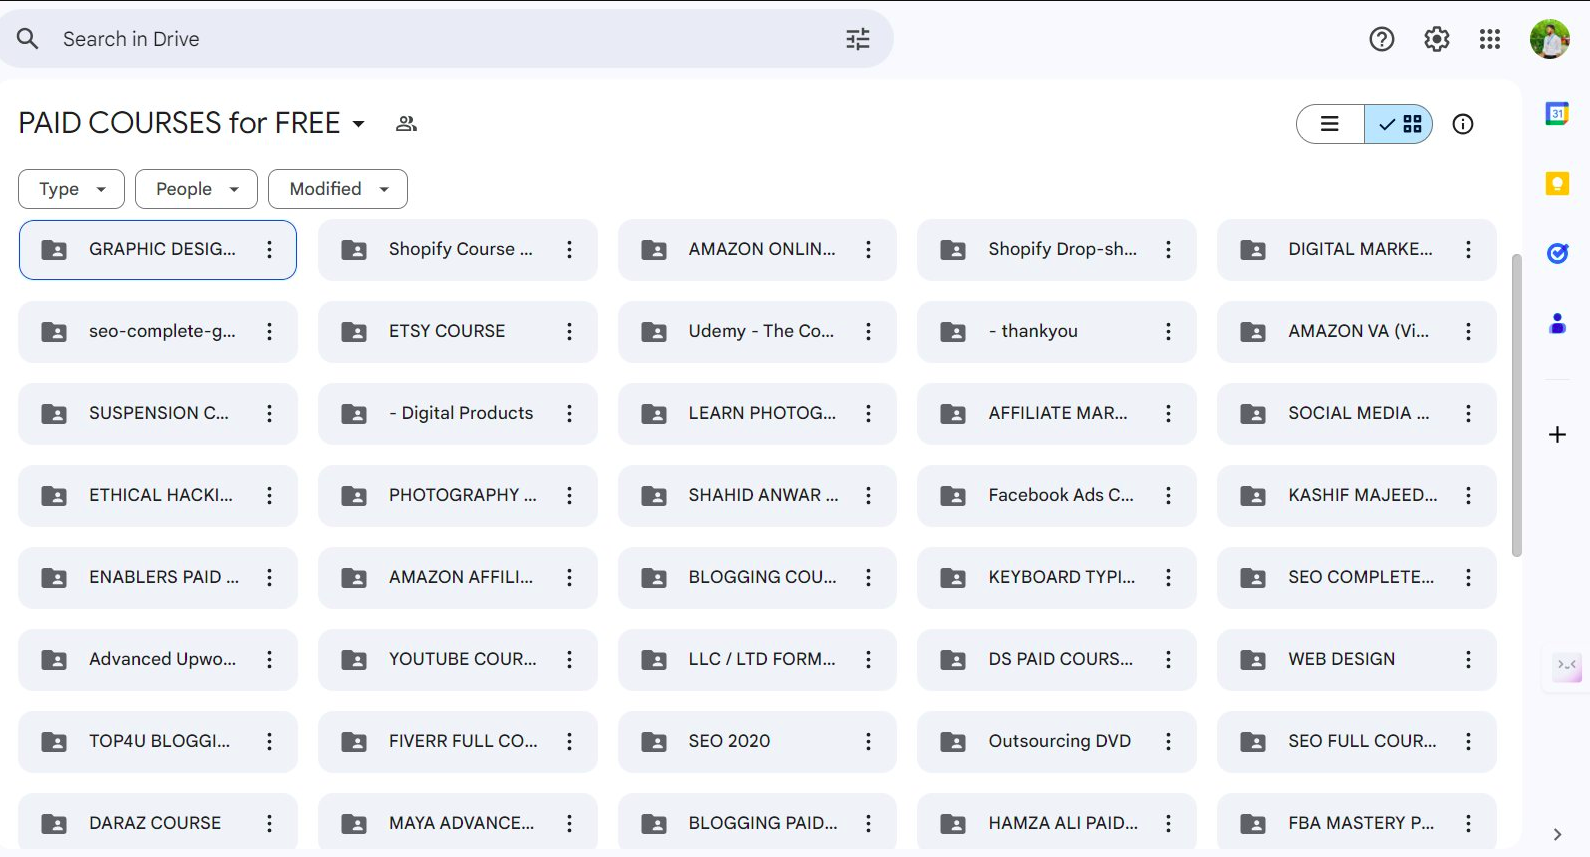 Search in Drive
PAID COURSES for FREE
Type People Modified
GRAPHIC DESIG... Shopify Course ... AMAZON ONLIN... Shopify Drop-sh... DIGITAL MARKE...
seo-complete-g... ETSY COURSE Udemy - The Co... - thankyou AMAZON VA (Vi...
SUSPENSION C... - Digital Products LEARN PHOTOG... AFFILIATE MAR... SOCIAL MEDIA ...
ETHICAL HACKI... PHOTOGRAPHY ... SHAHID ANWAR ... Facebook Ads C... KASHIF MAJEED...
ENABLERS PAID ... AMAZON AFFILI... BLOGGING COU... KEYBOARD TYPI... SEO COMPLETE...
Advanced Upwo... YOUTUBE COUR... LLC / LTD FORM... DS PAID COURS... WEB DESIGN
TOP4U BLOGGI... FIVERR FULL CO... SEO 2020 Outsourcing DVD SEO FULL COUR...
DARAZ COURSE MAYA ADVANCE... BLOGGING PAID... HAMZA ALI PAID... FBA MASTERY P...
31